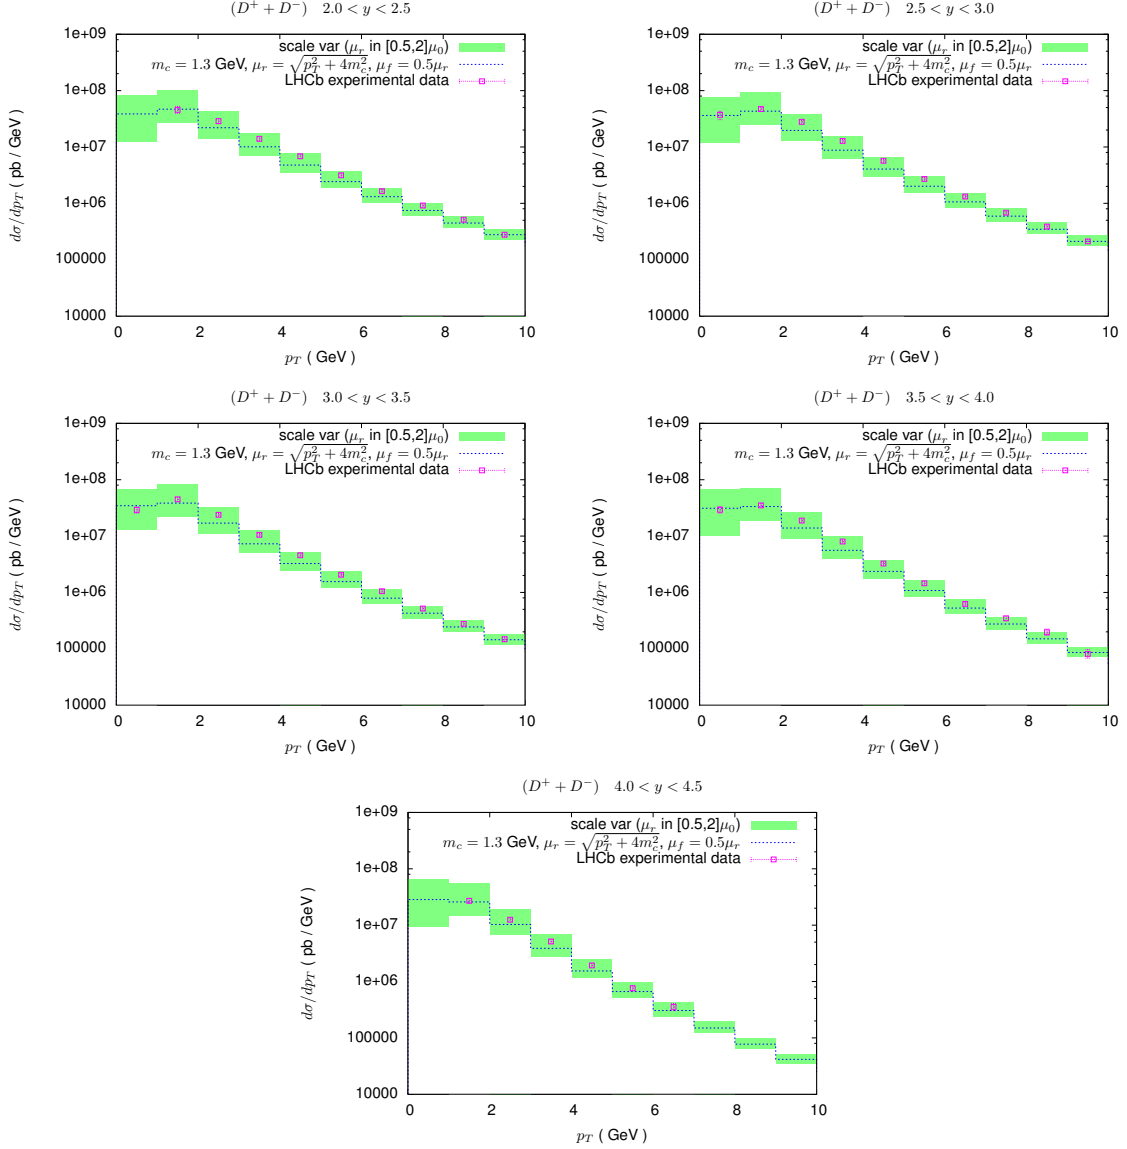 (D⁺ + D⁻) 2.0 < y < 2.5
1e+09
1e+08
1e+07
1e+06
100000
10000
dσ/dp_T ( pb / GeV )
scale var (μ_r in [0.5,2]μ_0)
m_c = 1.3 GeV, μ_r = √(p_T² + 4m_c²), μ_f = 0.5μ_r
LHCb experimental data
0 2 4 6 8 10
p_T ( GeV )
(D⁺ + D⁻) 2.5 < y < 3.0
1e+09
1e+08
1e+07
1e+06
100000
10000
dσ/dp_T ( pb / GeV )
scale var (μ_r in [0.5,2]μ_0)
m_c = 1.3 GeV, μ_r = √(p_T² + 4m_c²), μ_f = 0.5μ_r
LHCb experimental data
0 2 4 6 8 10
p_T ( GeV )
(D⁺ + D⁻) 3.0 < y < 3.5
1e+09
1e+08
1e+07
1e+06
100000
10000
dσ/dp_T ( pb / GeV )
scale var (μ_r in [0.5,2]μ_0)
m_c = 1.3 GeV, μ_r = √(p_T² + 4m_c²), μ_f = 0.5μ_r
LHCb experimental data
0 2 4 6 8 10
p_T ( GeV )
(D⁺ + D⁻) 3.5 < y < 4.0
1e+09
1e+08
1e+07
1e+06
100000
10000
dσ/dp_T ( pb / GeV )
scale var (μ_r in [0.5,2]μ_0)
m_c = 1.3 GeV, μ_r = √(p_T² + 4m_c²), μ_f = 0.5μ_r
LHCb experimental data
0 2 4 6 8 10
p_T ( GeV )
(D⁺ + D⁻) 4.0 < y < 4.5
1e+09
1e+08
1e+07
1e+06
100000
10000
dσ/dp_T ( pb / GeV )
scale var (μ_r in [0.5,2]μ_0)
m_c = 1.3 GeV, μ_r = √(p_T² + 4m_c²), μ_f = 0.5μ_r
LHCb experimental data
0 2 4 6 8 10
p_T ( GeV )